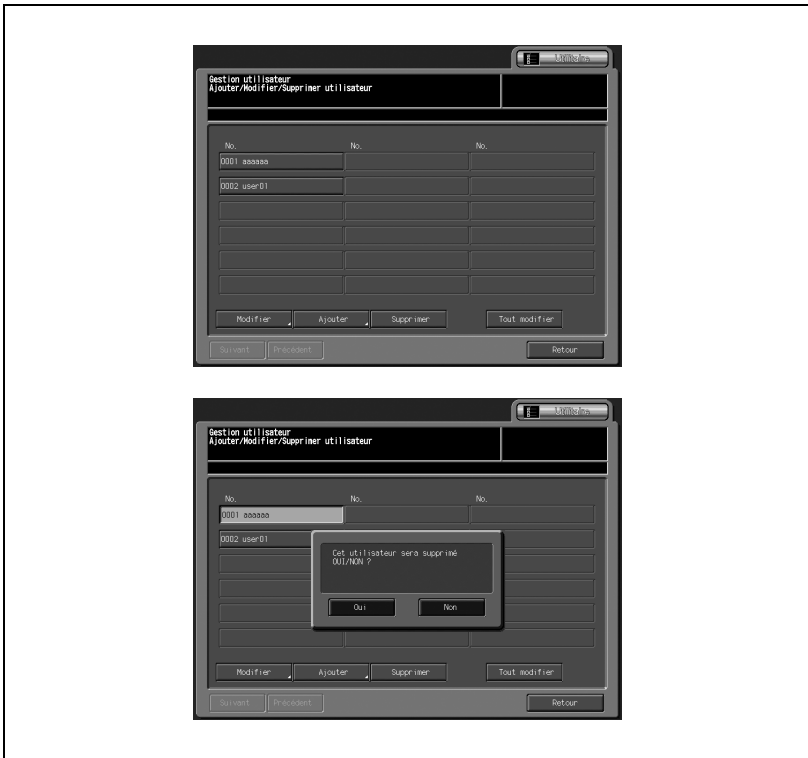 Utilitaire
Gestion utilisateur
Ajouter/Modifier/Supprimer utilisateur
No. No. No.
0001 aaaaaa
0002 user01
Modifier Ajouter Supprimer Tout modifier
Suivant Précédent Retour
Utilitaire
Gestion utilisateur
Ajouter/Modifier/Supprimer utilisateur
No. No. No.
0001 aaaaaa
0002 user01
Cet utilisateur sera supprimé
OUI/NON ?
Oui Non
Modifier Ajouter Supprimer Tout modifier
Suivant Précédent Retour